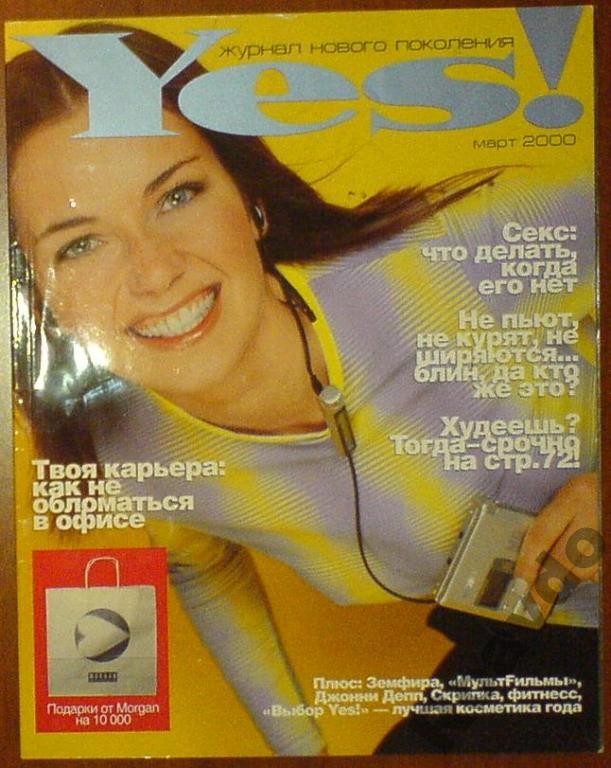 Yes!
журнал нового поколения
март 2000
Секс:
что делать,
когда
его нет
Не пьют,
не курят, не
ширяются...
блин, да кто
же это?
Худеешь?
Тогда-срочно
на стр.72!
Твоя карьера:
как не
обломаться
в офисе
Подарки от Morgan
на 10 000
Плюс: Земфира, «МультFильмы»,
Джонни Депп, Скрипка, фитнесс,
«Выбор Yes!» — лучшая косметика года